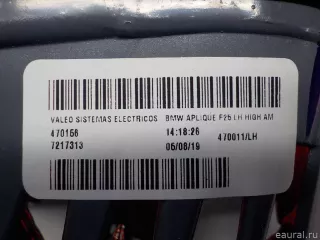 VALEO SISTEMAS ELECTRICOS BMW APLIQUE F25 LH HIGH AM
470156 14:18:26 470011/LH
7217313 06/08/19
eaural.ru